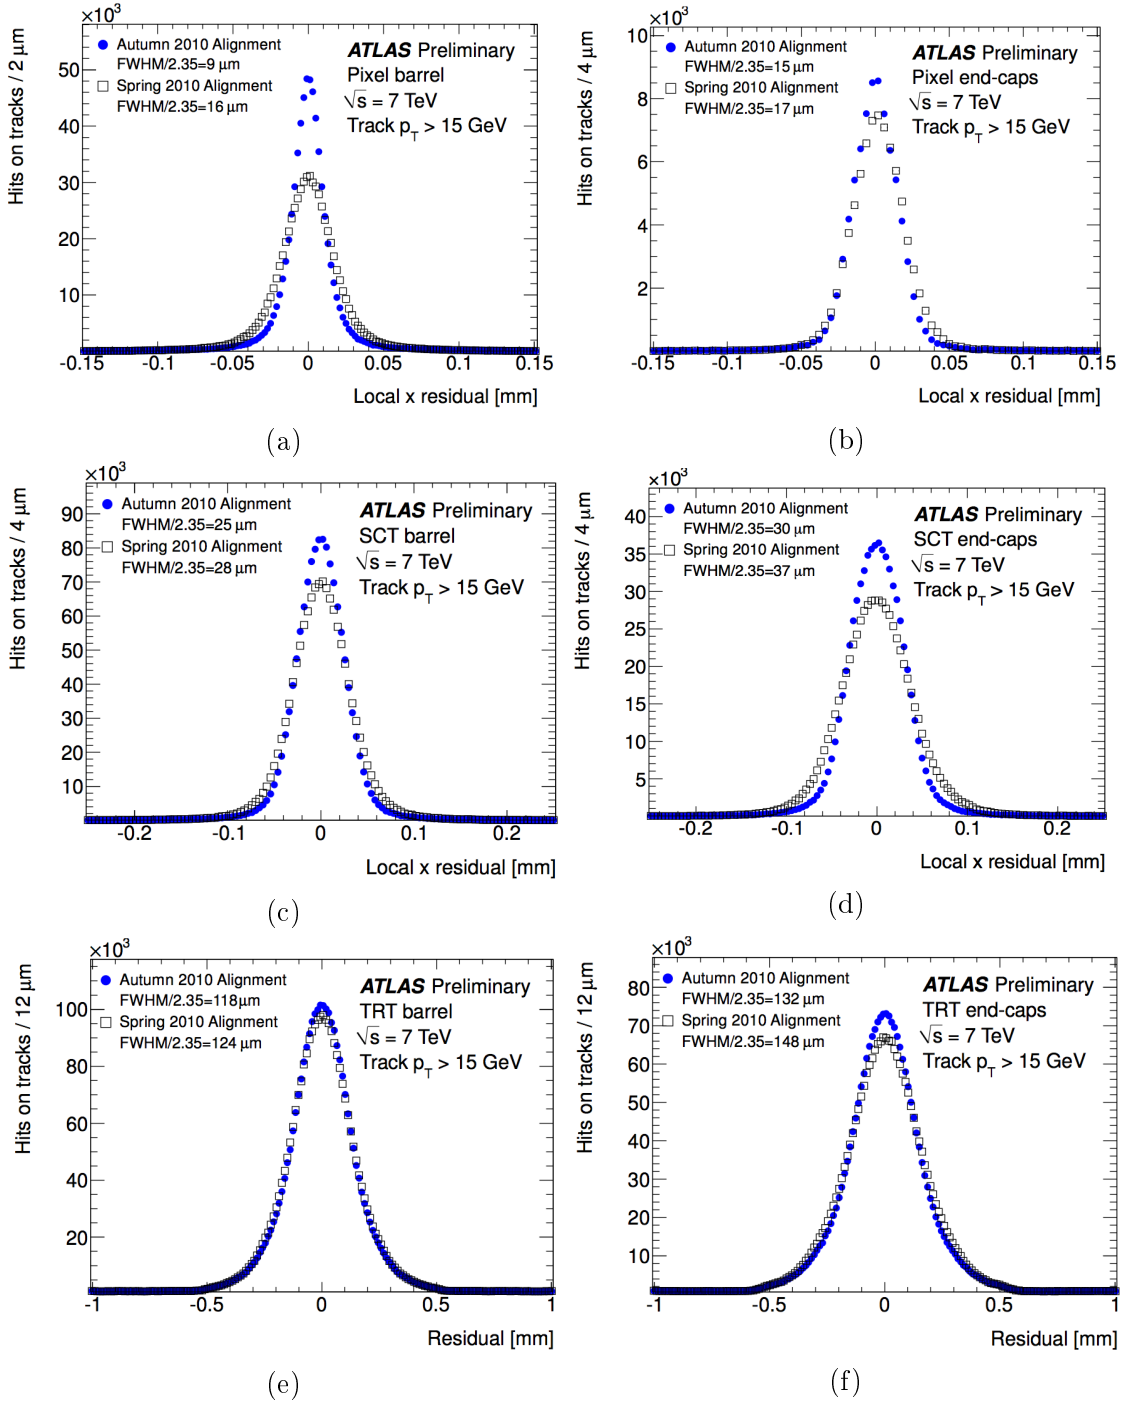 ×10³
Hits on tracks / 2 μm
50
40
30
20
10
Autumn 2010 Alignment
FWHM/2.35=9 μm
Spring 2010 Alignment
FWHM/2.35=16 μm
ATLAS Preliminary
Pixel barrel
√s = 7 TeV
Track p_T > 15 GeV
-0.15 -0.1 -0.05 0 0.05 0.1 0.15
Local x residual [mm]
(a)
×10³
Hits on tracks / 4 μm
10
8
6
4
2
Autumn 2010 Alignment
FWHM/2.35=15 μm
Spring 2010 Alignment
FWHM/2.35=17 μm
ATLAS Preliminary
Pixel end-caps
√s = 7 TeV
Track p_T > 15 GeV
-0.15 -0.1 -0.05 0 0.05 0.1 0.15
Local x residual [mm]
(b)
×10³
Hits on tracks / 4 μm
90
80
70
60
50
40
30
20
10
Autumn 2010 Alignment
FWHM/2.35=25 μm
Spring 2010 Alignment
FWHM/2.35=28 μm
ATLAS Preliminary
SCT barrel
√s = 7 TeV
Track p_T > 15 GeV
-0.2 -0.1 0 0.1 0.2
Local x residual [mm]
(c)
×10³
Hits on tracks / 4 μm
40
35
30
25
20
15
10
5
Autumn 2010 Alignment
FWHM/2.35=30 μm
Spring 2010 Alignment
FWHM/2.35=37 μm
ATLAS Preliminary
SCT end-caps
√s = 7 TeV
Track p_T > 15 GeV
-0.2 -0.1 0 0.1 0.2
Local x residual [mm]
(d)
×10³
Hits on tracks / 12 μm
100
80
60
40
20
Autumn 2010 Alignment
FWHM/2.35=118 μm
Spring 2010 Alignment
FWHM/2.35=124 μm
ATLAS Preliminary
TRT barrel
√s = 7 TeV
Track p_T > 15 GeV
-1 -0.5 0 0.5 1
Residual [mm]
(e)
×10³
Hits on tracks / 12 μm
80
70
60
50
40
30
20
10
Autumn 2010 Alignment
FWHM/2.35=132 μm
Spring 2010 Alignment
FWHM/2.35=148 μm
ATLAS Preliminary
TRT end-caps
√s = 7 TeV
Track p_T > 15 GeV
-1 -0.5 0 0.5 1
Residual [mm]
(f)